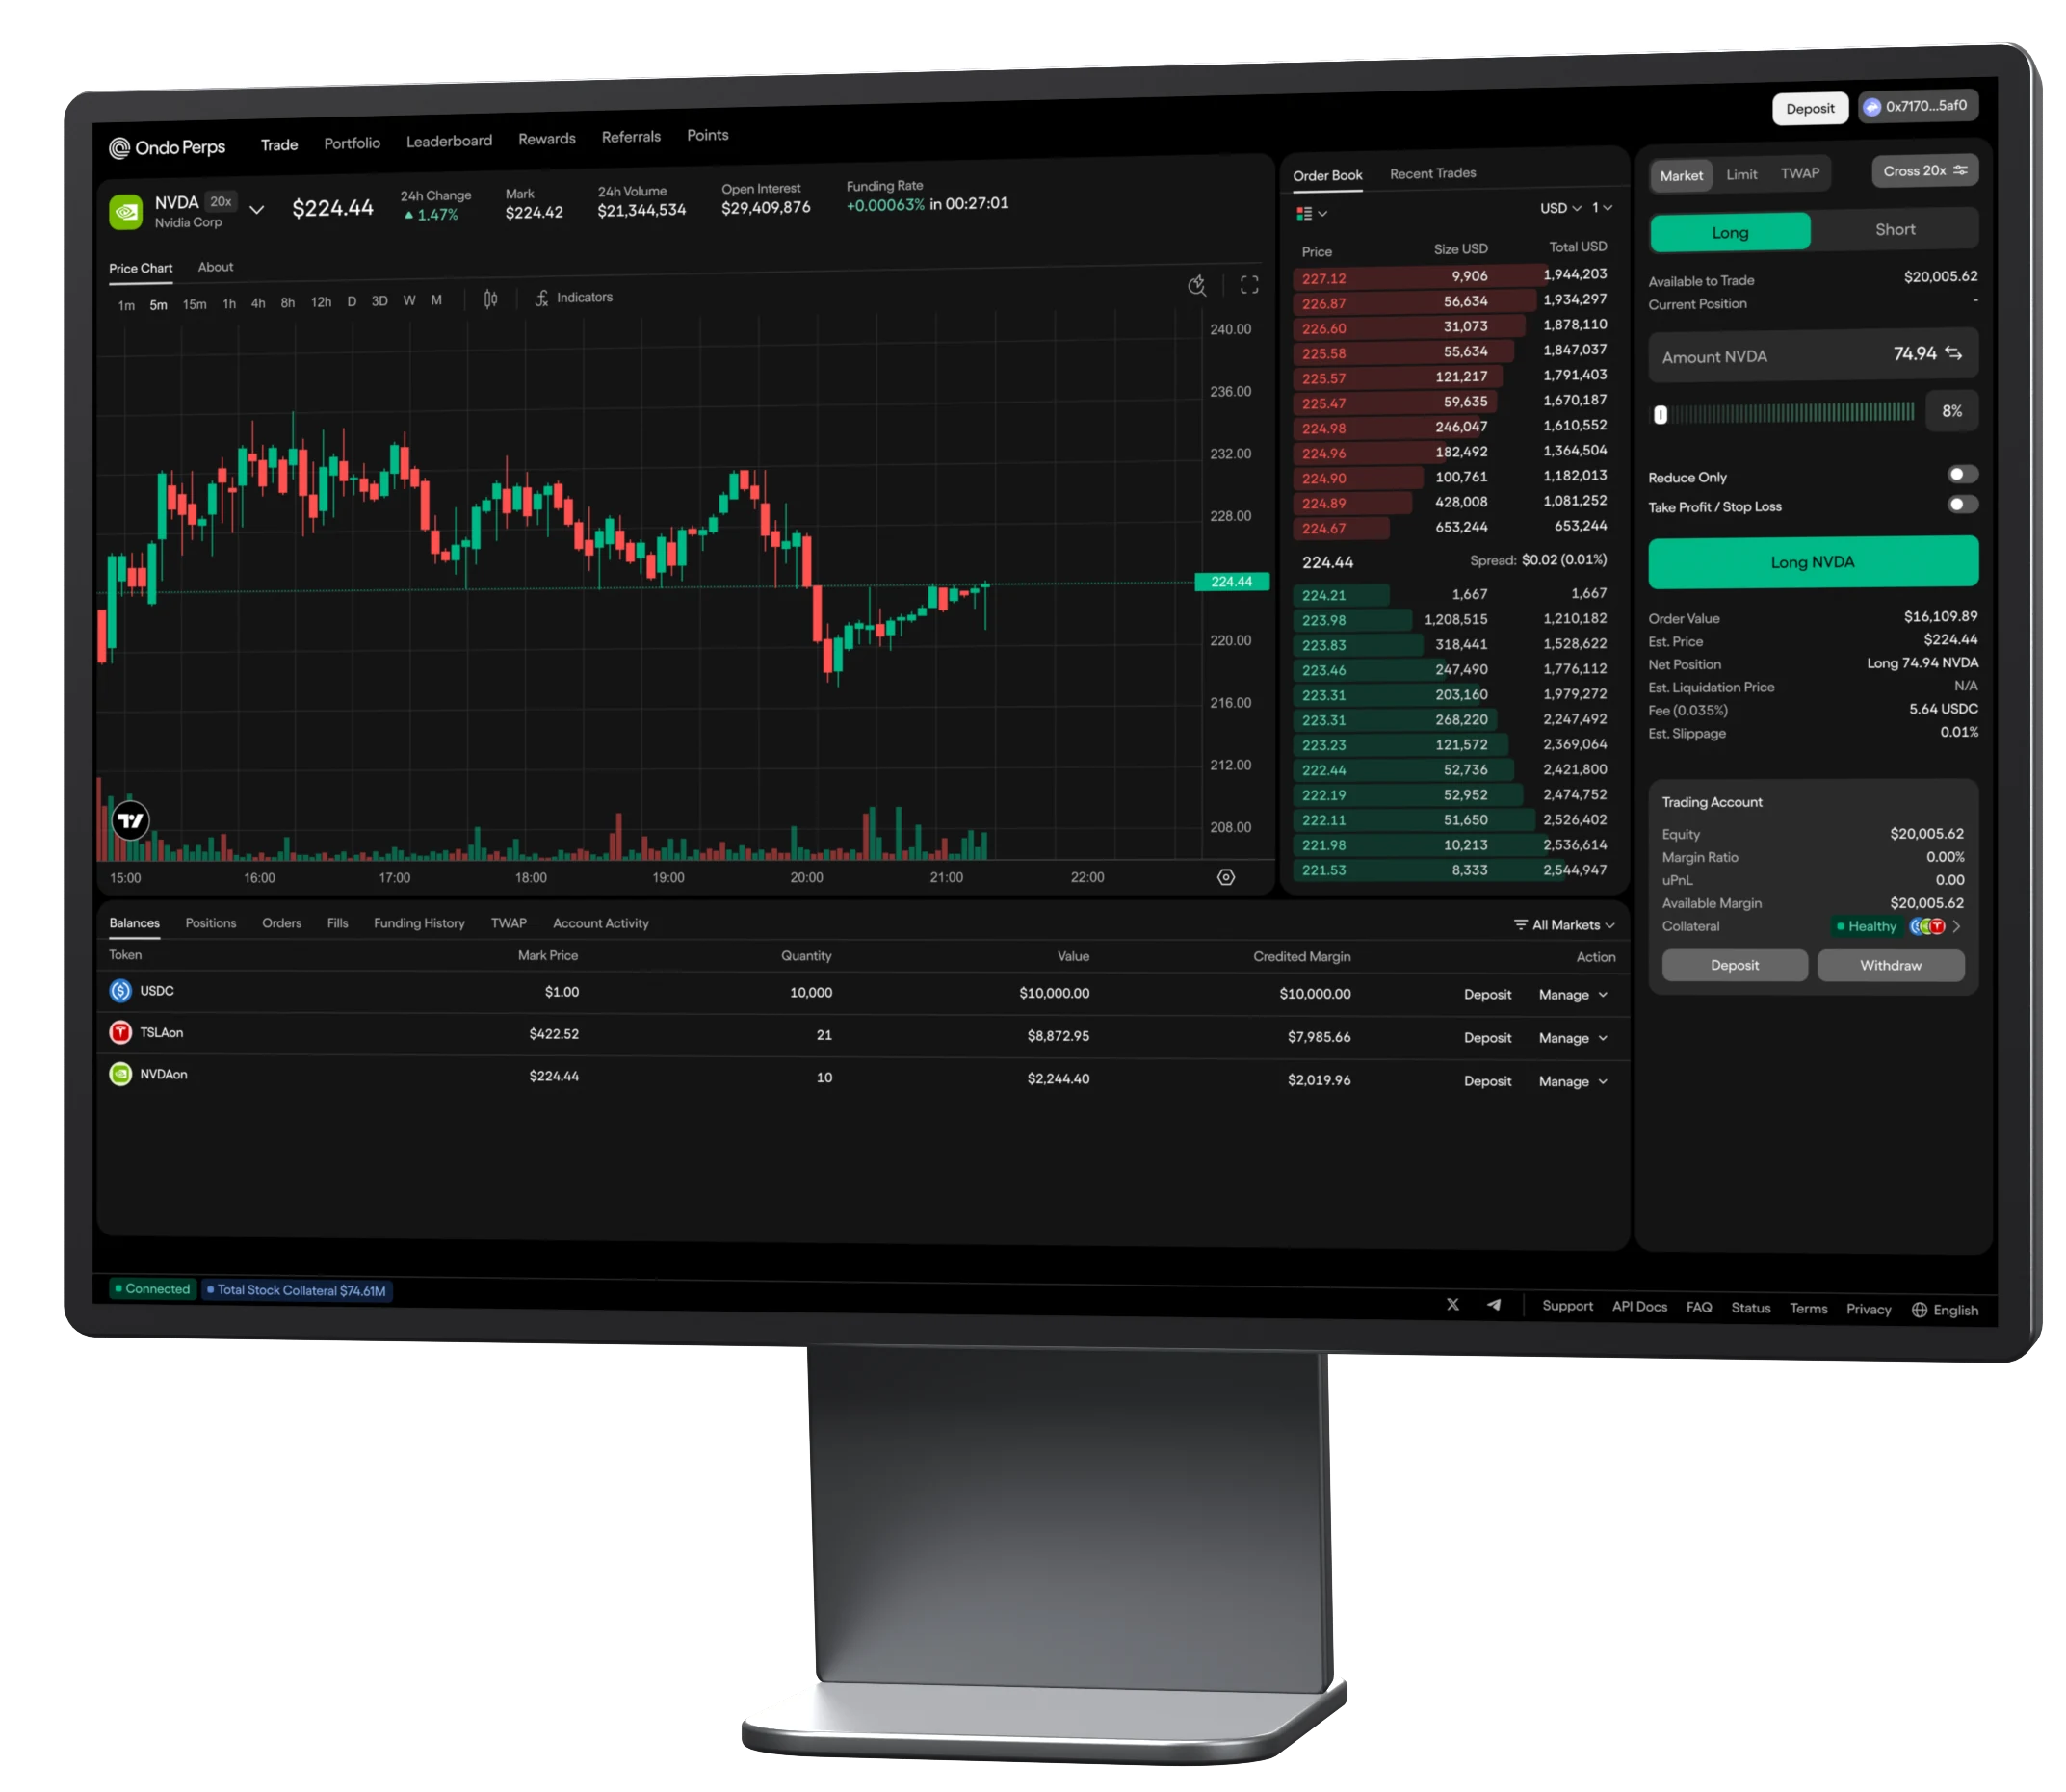 Ondo Perps Trade Portfolio Leaderboard Rewards Referrals Points Deposit 0x7170...5af0
NVDA 20x
Nvidia Corp
$224.44
24h Change
1.47%
Mark
$224.42
24h Volume
$21,344,534
Open Interest
$29,409,876
Funding Rate
+0.00063% in 00:27:01
Price Chart About
1m 5m 15m 1h 4h 8h 12h D 3D W M Indicators
240.00
236.00
232.00
228.00
224.44
220.00
216.00
212.00
208.00
15:00 16:00 17:00 18:00 19:00 20:00 21:00 22:00
Order Book Recent Trades
USD 1
Price Size USD Total USD
227.12 9,906 1,944,203
226.87 56,634 1,934,297
226.60 31,073 1,878,110
225.58 55,634 1,847,037
225.57 121,217 1,791,403
225.47 59,635 1,670,187
224.98 246,047 1,610,552
224.96 182,492 1,364,504
224.90 100,761 1,182,013
224.89 428,008 1,081,252
224.67 653,244 653,244
224.44 Spread: $0.02 (0.01%)
224.21 1,667 1,667
223.98 1,208,515 1,210,182
223.83 318,441 1,528,622
223.46 247,490 1,776,112
223.31 203,160 1,979,272
223.31 268,220 2,247,492
223.23 121,572 2,369,064
222.44 52,736 2,421,800
222.19 52,952 2,474,752
222.11 51,650 2,526,402
221.98 10,213 2,536,614
221.53 8,333 2,544,947
Market Limit TWAP Cross 20x
Long Short
Available to Trade $20,005.62
Current Position -
Amount NVDA 74.94
8%
Reduce Only
Take Profit / Stop Loss
Long NVDA
Order Value $16,109.89
Est. Price $224.44
Net Position Long 74.94 NVDA
Est. Liquidation Price N/A
Fee (0.035%) 5.64 USDC
Est. Slippage 0.01%
Trading Account
Equity $20,005.62
Margin Ratio 0.00%
uPnL 0.00
Available Margin $20,005.62
Collateral Healthy
Deposit Withdraw
Balances Positions Orders Fills Funding History TWAP Account Activity All Markets
Token Mark Price Quantity Value Credited Margin Action
USDC $1.00 10,000 $10,000.00 $10,000.00 Deposit Manage
TSLAon $422.52 21 $8,872.95 $7,985.66 Deposit Manage
NVDAon $224.44 10 $2,244.40 $2,019.96 Deposit Manage
Connected Total Stock Collateral $74.61M
Support API Docs FAQ Status Terms Privacy English